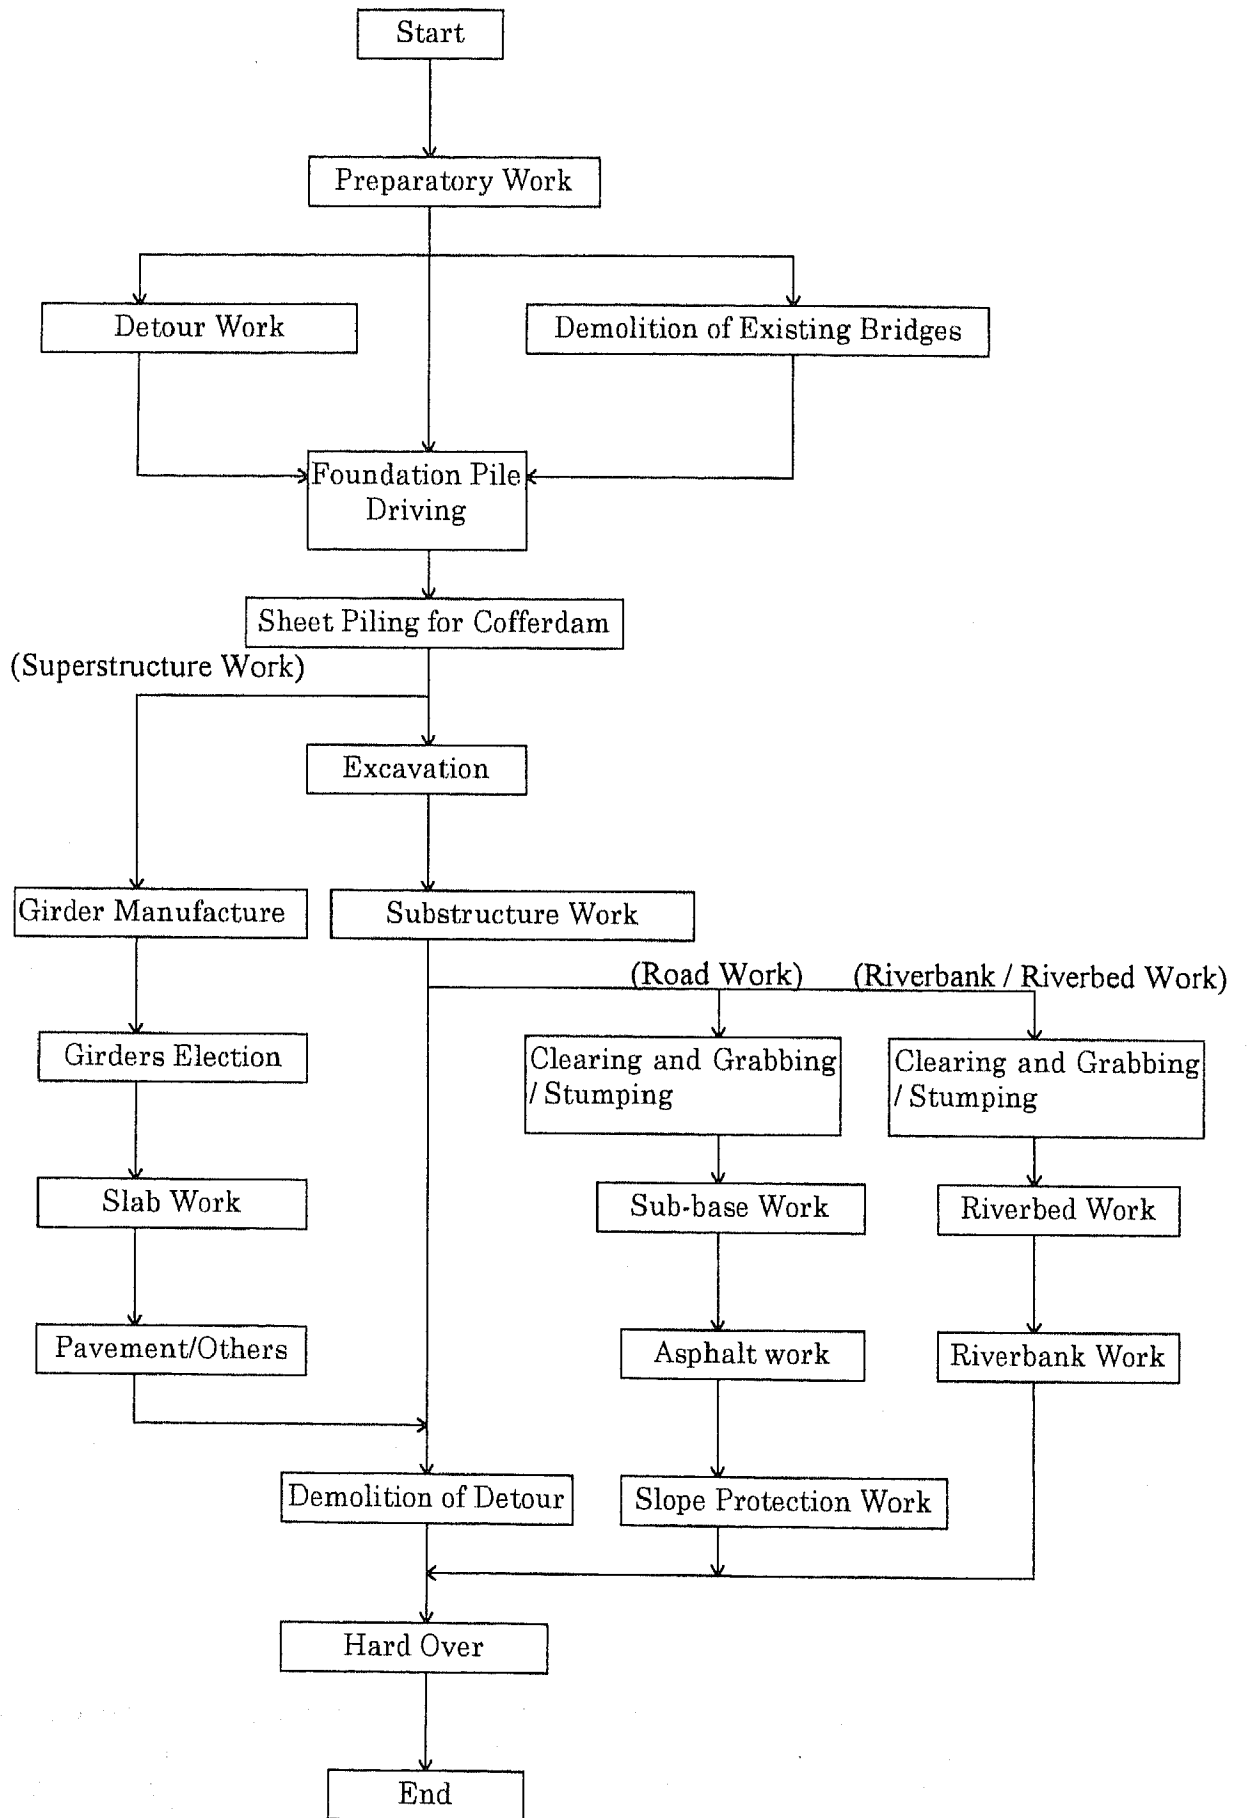 Start
Preparatory Work
Detour Work
Demolition of Existing Bridges
Foundation Pile
Driving
Sheet Piling for Cofferdam
(Superstructure Work)
Excavation
Girder Manufacture
Substructure Work
(Road Work)
(Riverbank / Riverbed Work)
Girders Election
Clearing and Grabbing
/ Stumping
Clearing and Grabbing
/ Stumping
Slab Work
Sub-base Work
Riverbed Work
Pavement/Others
Asphalt work
Riverbank Work
Demolition of Detour
Slope Protection Work
Hard Over
End